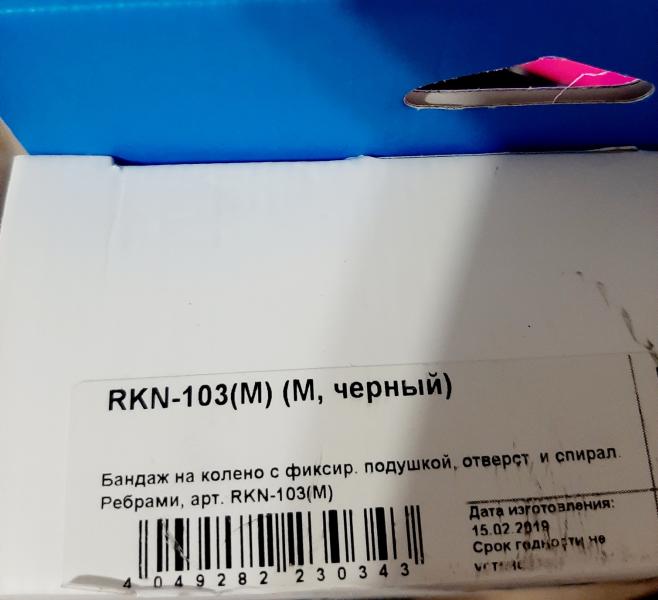 RKN-103(M) (M, черный)
Бандаж на колено с фиксир. подушкой, отверст. и спирал.
Ребрами, арт. RKN-103(M)
Дата изготовления:
15.02.2019
Срок годности не
4 049282 230343